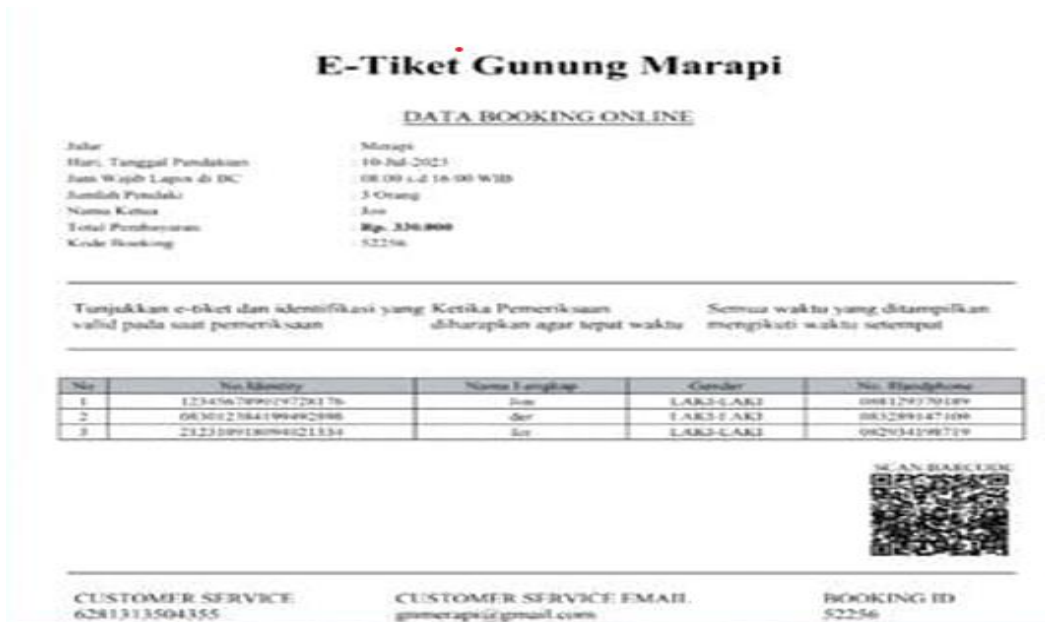 E-Tiket Gunung Marapi
DATA BOOKING ONLINE
Jalur : Merapi
Hari, Tanggal Pendakian : 10-Jul-2023
Jam Wajib Lapor di BC : 08:00 s.d 16:00 WIB
Jumlah Pendaki : 3 Orang
Nama Ketua
Total Pembayaran : Rp. 330.000
Kode Booking : 52256
Tunjukkan e-tiket dan identifikasi yang valid pada saat pemeriksaan
Ketika Pemeriksaan diharapkan agar tepat waktu
Semua waktu yang ditampilkan mengikuti waktu setempat
No No.Identity Nama Lengkap Gender No. Handphone
1 LAKI-LAKI
2 der LAKI-LAKI
3 LAKI-LAKI
SCAN BARCODE
CUSTOMER SERVICE CUSTOMER SERVICE EMAIL BOOKING ID
6281313504355 gnmerapi@gmail.com 52256